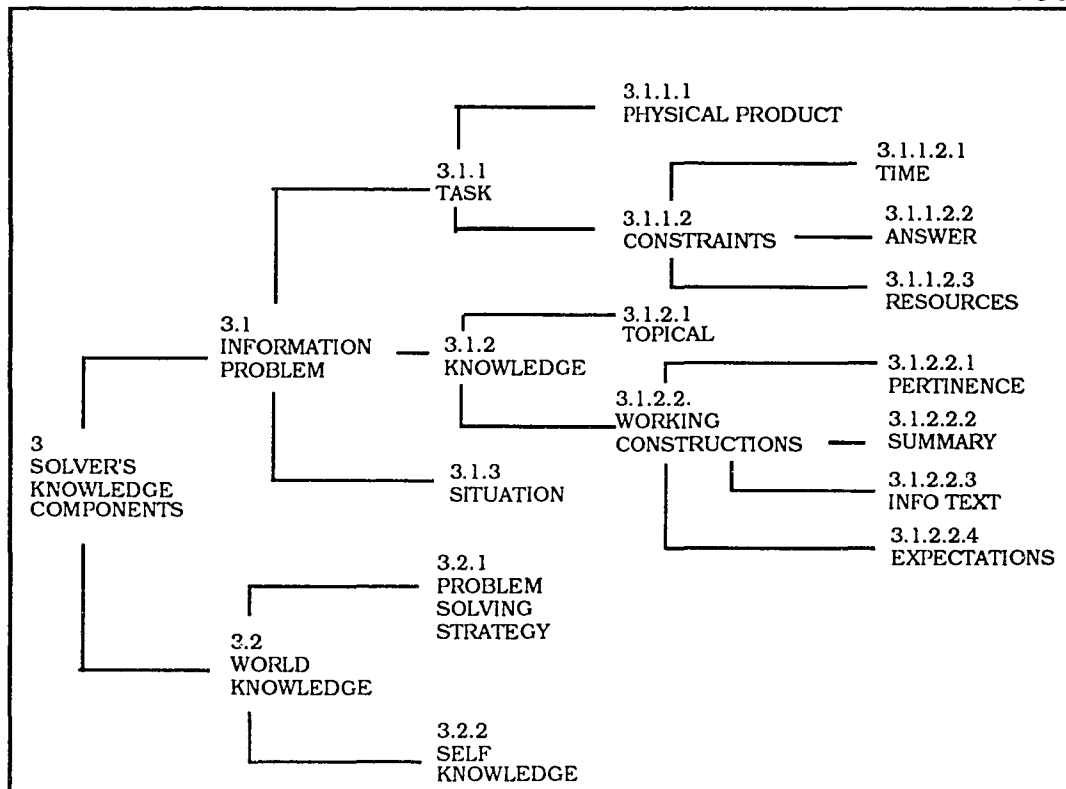 3.1.1.1
PHYSICAL PRODUCT
3.1.1
TASK
3.1.1.2.1
TIME
3.1.1.2
CONSTRAINTS
3.1.1.2.2
ANSWER
3.1.1.2.3
RESOURCES
3.1
INFORMATION
PROBLEM
3.1.2.1
TOPICAL
3.1.2
KNOWLEDGE
3.1.2.2.1
PERTINENCE
3.1.2.2.
WORKING
CONSTRUCTIONS
3.1.2.2.2
SUMMARY
3.1.2.2.3
INFO TEXT
3.1.2.2.4
EXPECTATIONS
3.1.3
SITUATION
3
SOLVER'S
KNOWLEDGE
COMPONENTS
3.2.1
PROBLEM
SOLVING
STRATEGY
3.2
WORLD
KNOWLEDGE
3.2.2
SELF
KNOWLEDGE